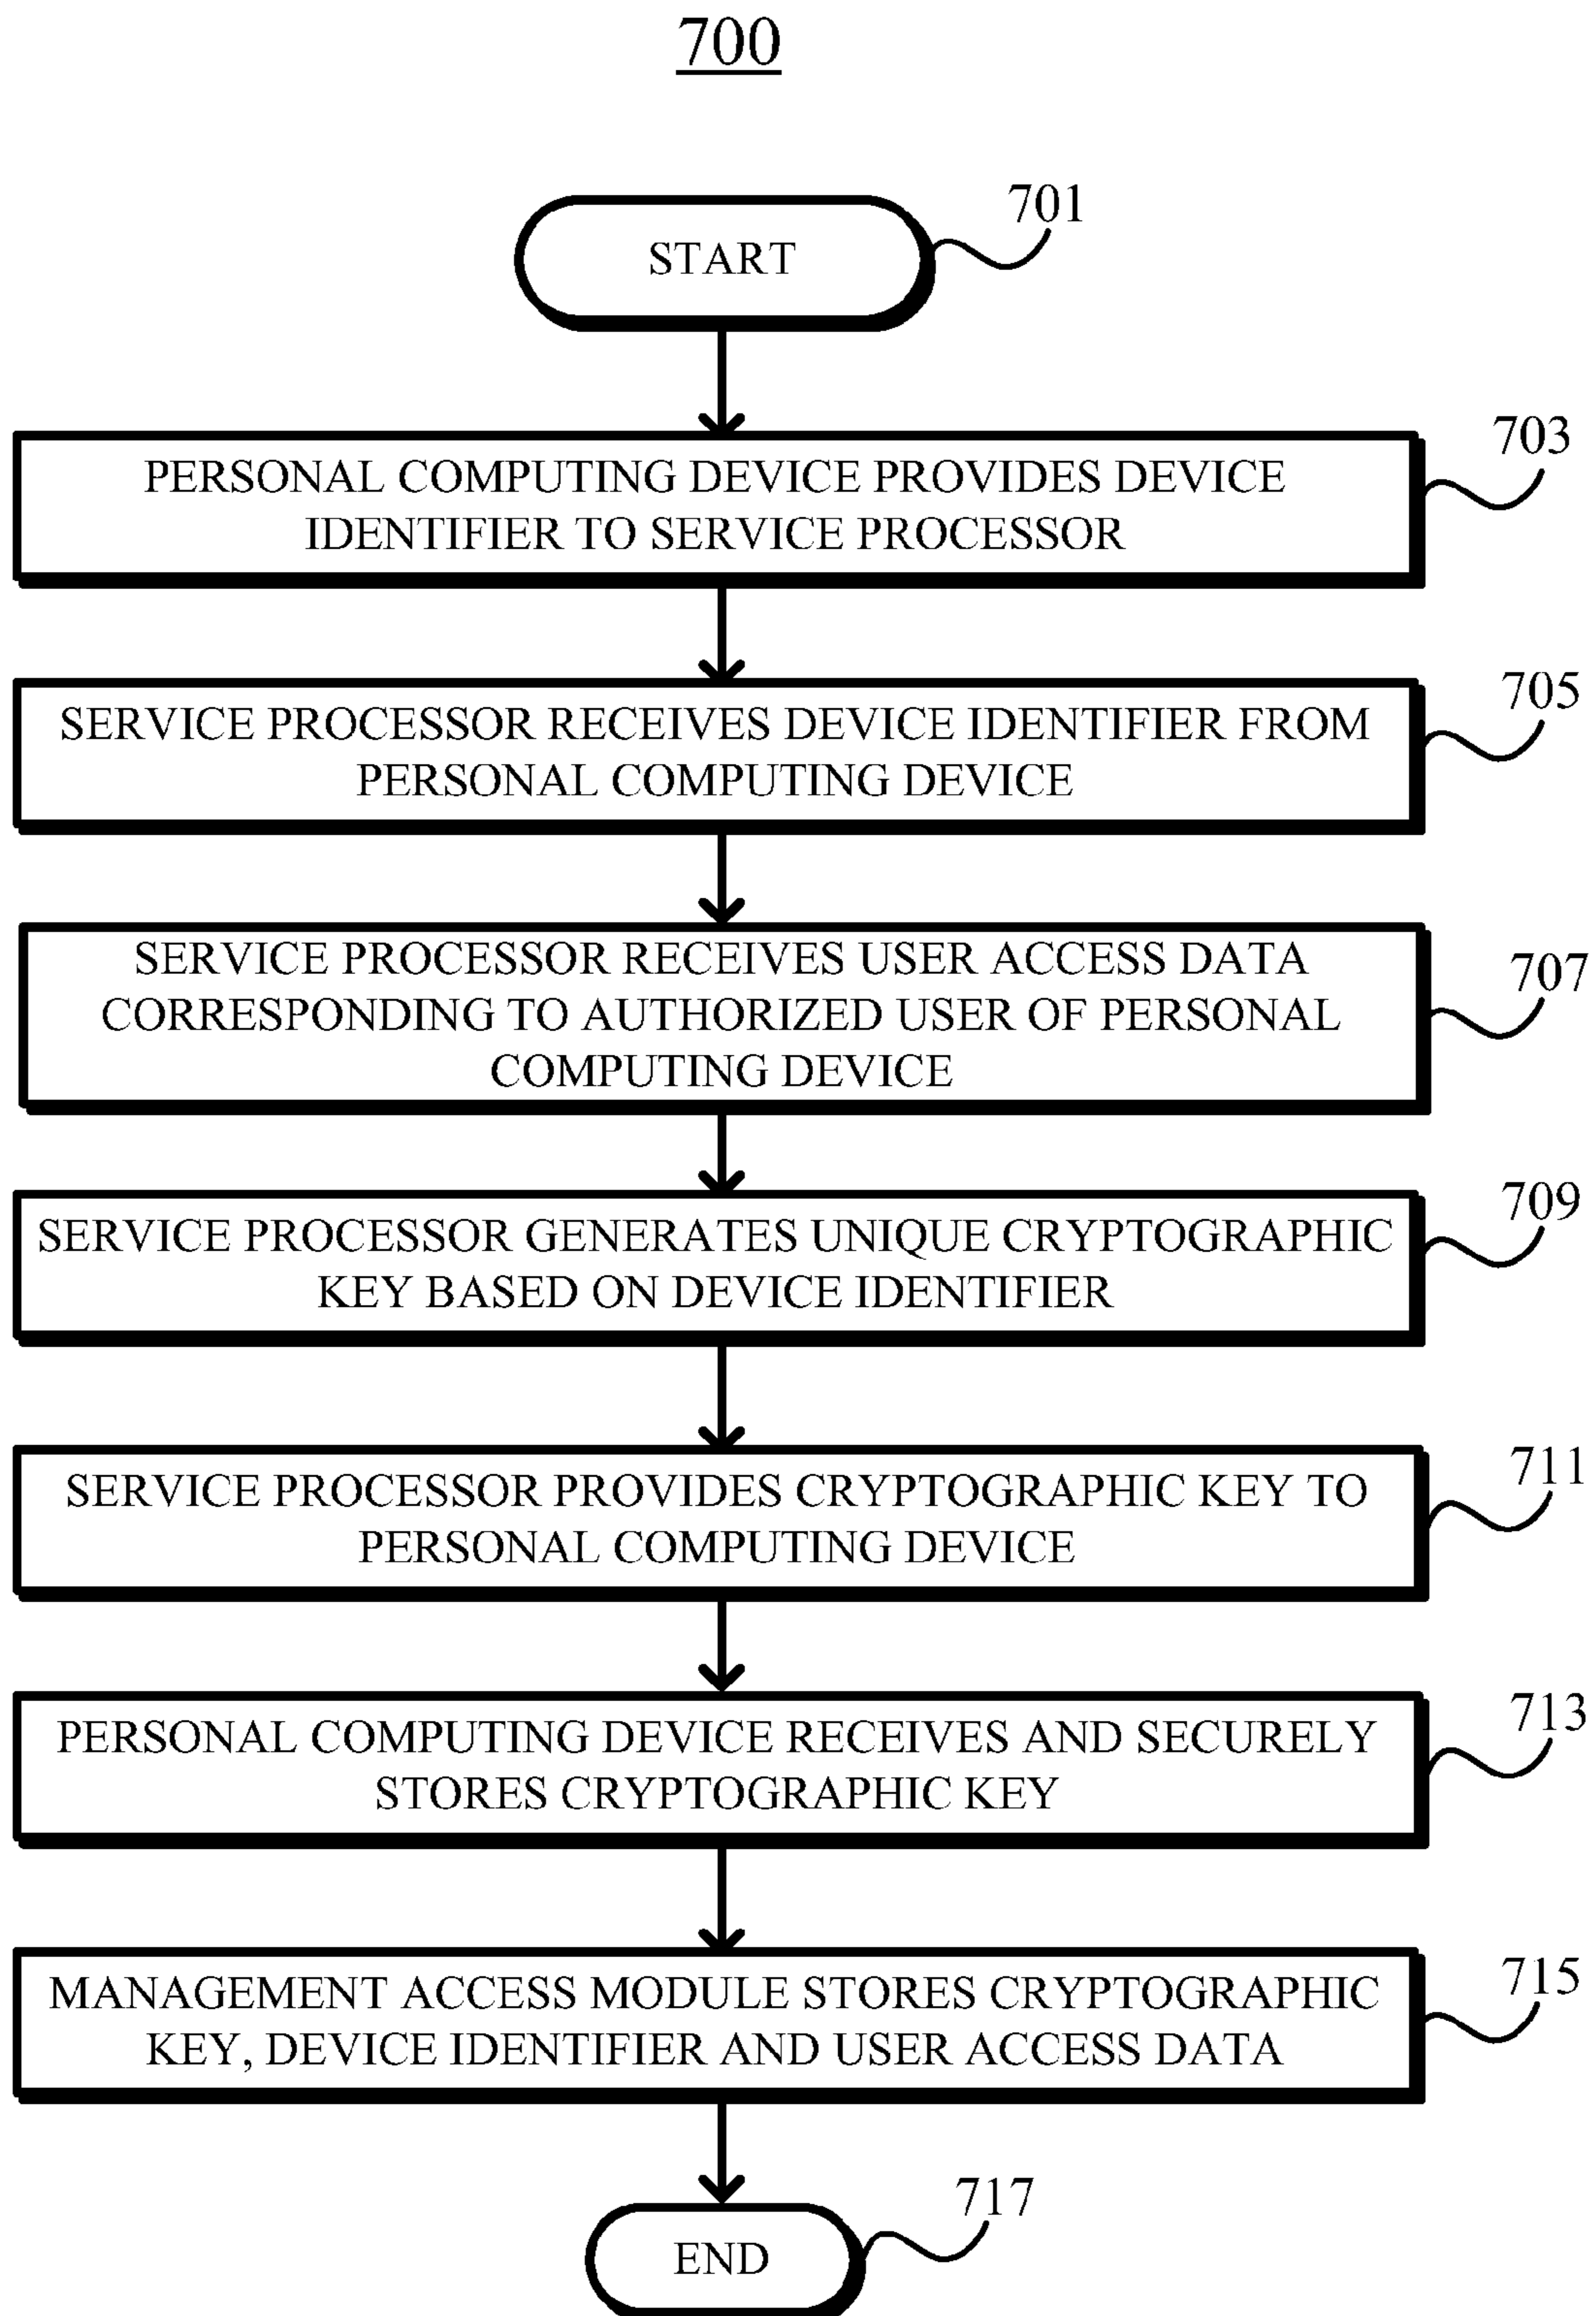 700
701
START
703
PERSONAL COMPUTING DEVICE PROVIDES DEVICE
IDENTIFIER TO SERVICE PROCESSOR
705
SERVICE PROCESSOR RECEIVES DEVICE IDENTIFIER FROM
PERSONAL COMPUTING DEVICE
707
SERVICE PROCESSOR RECEIVES USER ACCESS DATA
CORRESPONDING TO AUTHORIZED USER OF PERSONAL
COMPUTING DEVICE
709
SERVICE PROCESSOR GENERATES UNIQUE CRYPTOGRAPHIC
KEY BASED ON DEVICE IDENTIFIER
711
SERVICE PROCESSOR PROVIDES CRYPTOGRAPHIC KEY TO
PERSONAL COMPUTING DEVICE
713
PERSONAL COMPUTING DEVICE RECEIVES AND SECURELY
STORES CRYPTOGRAPHIC KEY
715
MANAGEMENT ACCESS MODULE STORES CRYPTOGRAPHIC
KEY, DEVICE IDENTIFIER AND USER ACCESS DATA
717
END